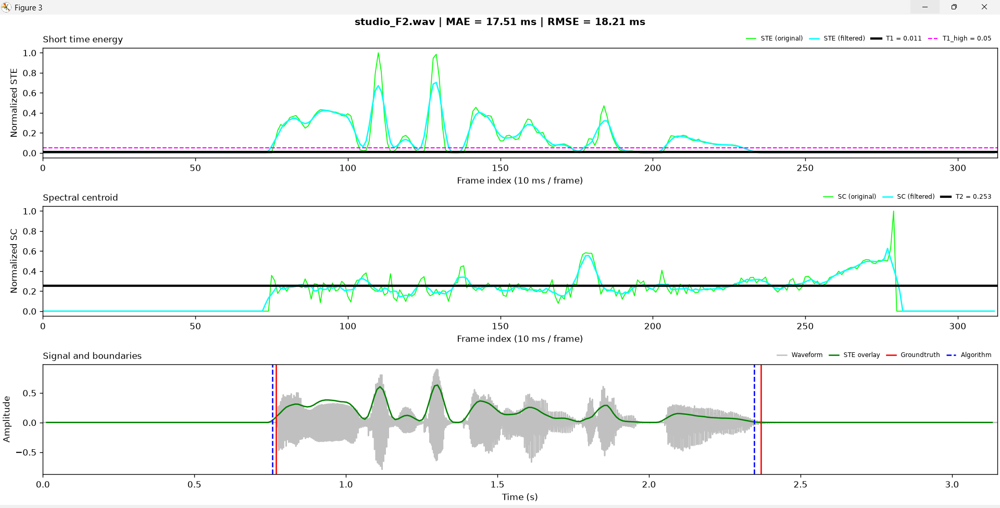 Figure 3
studio_F2.wav | MAE = 17.51 ms | RMSE = 18.21 ms
Short time energy
STE (original) STE (filtered) T1 = 0.011 T1_high = 0.05
Normalized STE
1.0
0.8
0.6
0.4
0.2
0.0
0 50 100 150 200 250 300
Frame index (10 ms / frame)
Spectral centroid
SC (original) SC (filtered) T2 = 0.253
Normalized SC
1.0
0.8
0.6
0.4
0.2
0.0
0 50 100 150 200 250 300
Frame index (10 ms / frame)
Signal and boundaries
Waveform STE overlay Groundtruth Algorithm
Amplitude
0.5
0.0
−0.5
0.0 0.5 1.0 1.5 2.0 2.5 3.0
Time (s)